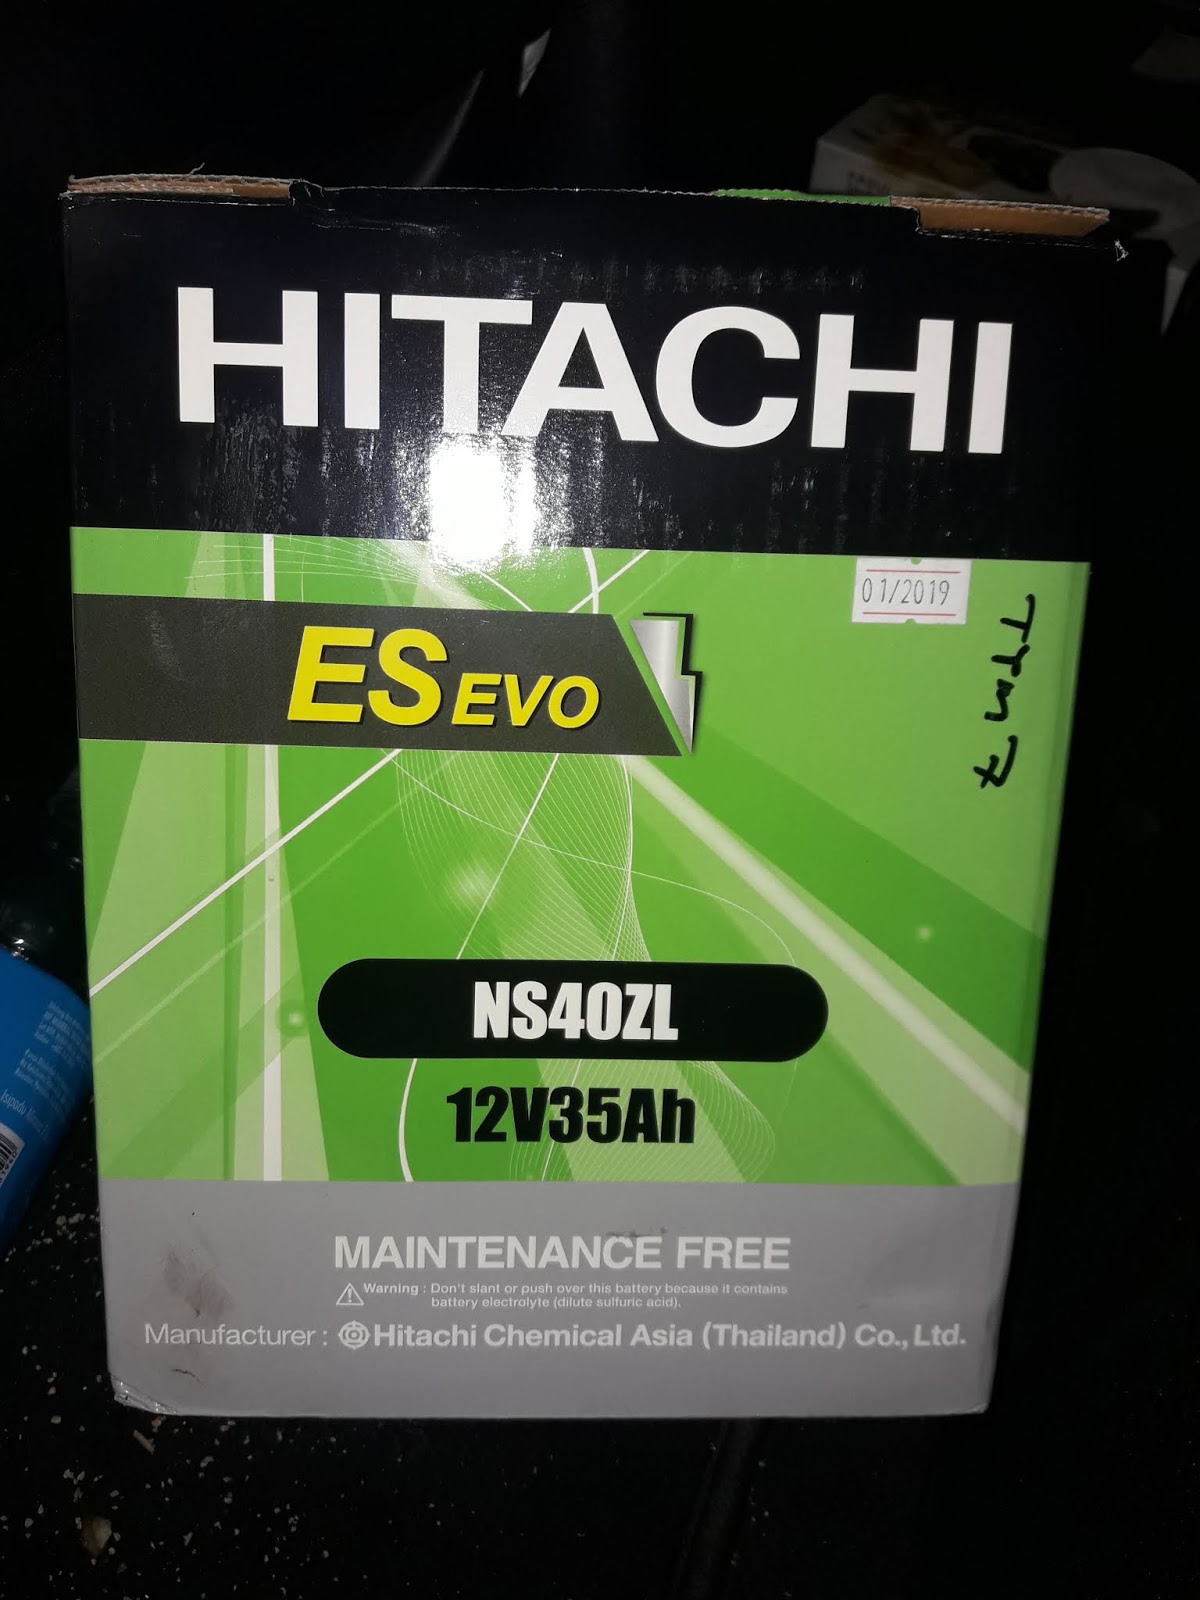 HITACHI
01/2019
ES EVO
NS40ZL
12V35Ah
MAINTENANCE FREE
Warning : Don't slant or push over this battery because it contains
battery electrolyte (dilute sulfuric acid).
Manufacturer : Hitachi Chemical Asia (Thailand) Co., Ltd.